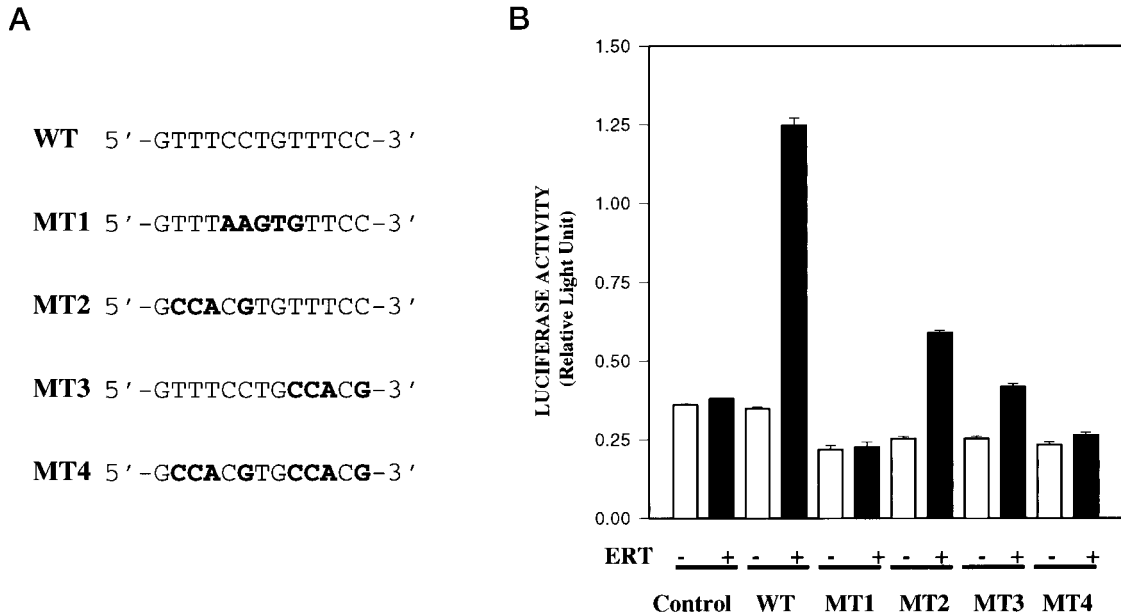 A
WT 5'-GTTTCCTGTTTCC-3'
MT1 5'-GTTTAAGTGTTCC-3'
MT2 5'-GCCACGTGTTTCC-3'
MT3 5'-GTTTCCTGCCACG-3'
MT4 5'-GCCACGTGCCACG-3'
B
LUCIFERASE ACTIVITY
(Relative Light Unit)
1.50
1.25
1.00
0.75
0.50
0.25
0.00
ERT - + - + - + - + - + - +
Control WT MT1 MT2 MT3 MT4